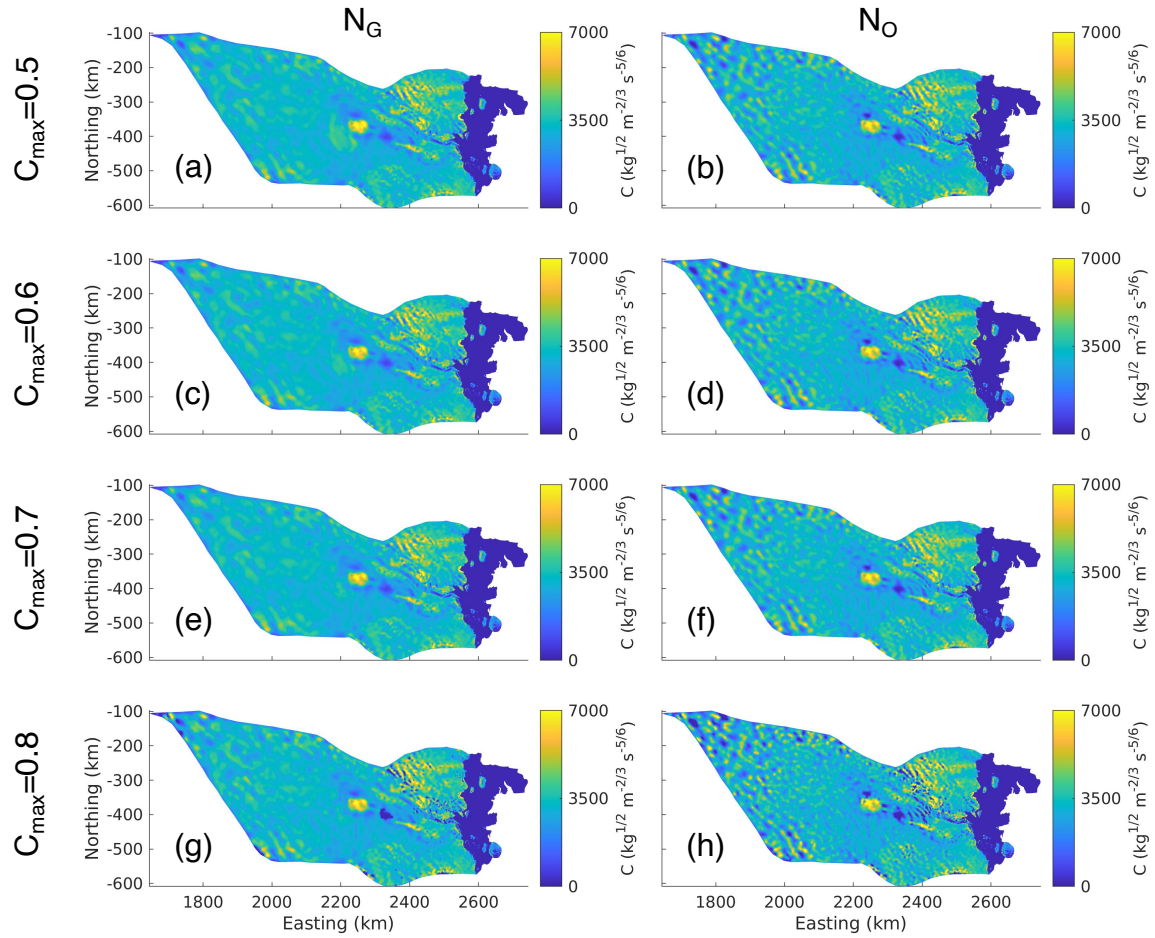 N_G N_O
C_max=0.5
Northing (km)
-100
-200
-300
-400
-500
-600
(a)
7000
3500
0
C (kg^1/2 m^-2/3 s^-5/6)
(b)
7000
3500
0
C (kg^1/2 m^-2/3 s^-5/6)
C_max=0.6
Northing (km)
-100
-200
-300
-400
-500
-600
(c)
7000
3500
0
C (kg^1/2 m^-2/3 s^-5/6)
(d)
7000
3500
0
C (kg^1/2 m^-2/3 s^-5/6)
C_max=0.7
Northing (km)
-100
-200
-300
-400
-500
-600
(e)
7000
3500
0
C (kg^1/2 m^-2/3 s^-5/6)
(f)
7000
3500
0
C (kg^1/2 m^-2/3 s^-5/6)
C_max=0.8
Northing (km)
-100
-200
-300
-400
-500
-600
(g)
7000
3500
0
C (kg^1/2 m^-2/3 s^-5/6)
(h)
7000
3500
0
C (kg^1/2 m^-2/3 s^-5/6)
1800 2000 2200 2400 2600
Easting (km)
1800 2000 2200 2400 2600
Easting (km)